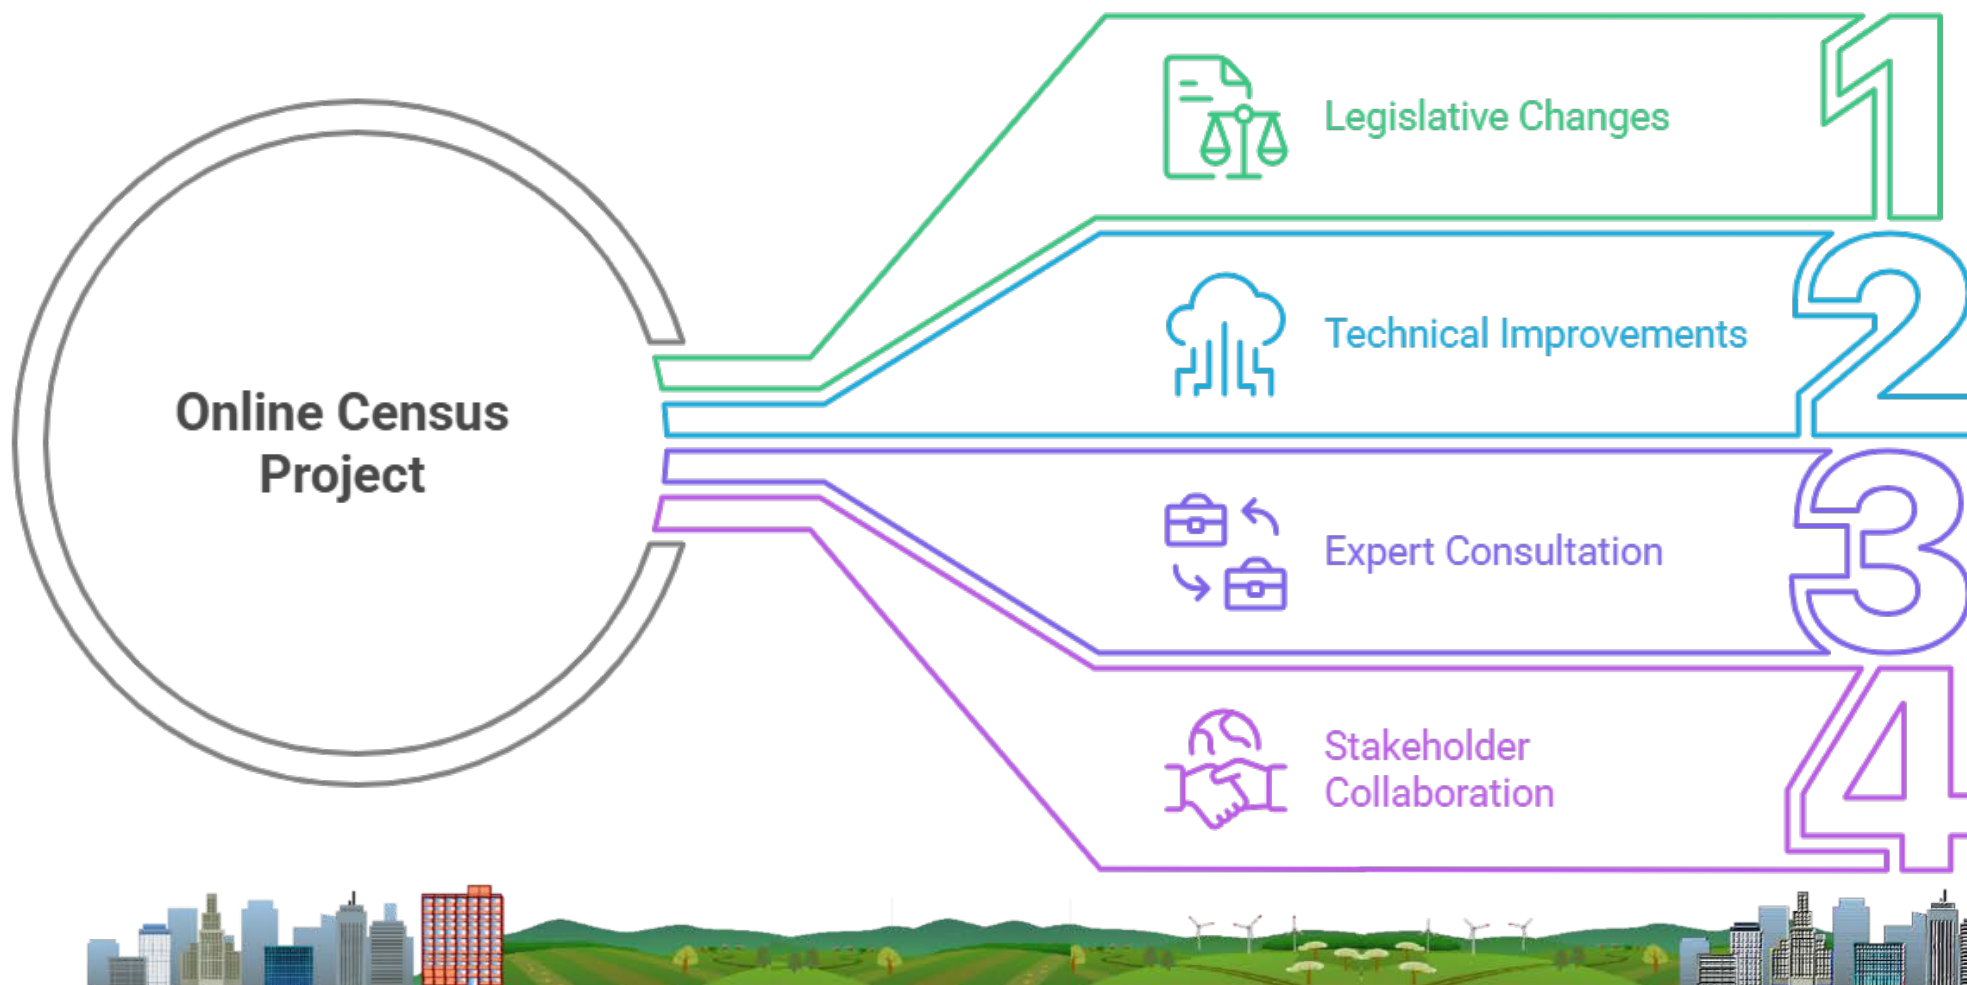 Online Census
Project
Legislative Changes
1
Technical Improvements
2
Expert Consultation
3
Stakeholder
Collaboration
4